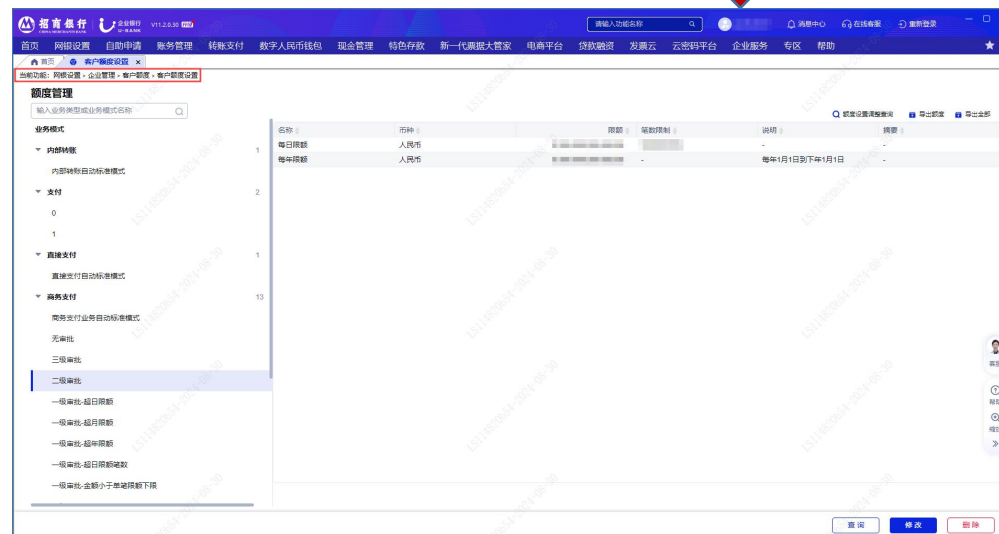 招商银行 企业银行 V11.2.0.50 请输入功能名称 消息中心 在线客服 重新登录
CHINA MERCHANTS BANK U-BANK
首页 网银设置 自助申请 账务管理 转账支付 数字人民币钱包 现金管理 特色存款 新一代票据大管家 电商平台 贷款融资 发票云 云密码平台 企业服务 专区 帮助
首页 客户额度设置 ×
当前功能：网银设置 > 企业管理 > 客户额度 > 客户额度设置
额度管理
输入业务类型或业务模式名称 额度设置调整查询 导出额度 导出全部
业务模式 名称 币种 限额 笔数限制 说明 摘要
每日限额 人民币 - -
内部转账 1
每年限额 人民币 - 每年1月1日到下年1月1日 -
内部转账自动标准模式
支付 2
0
1
直接支付 1
直接支付自动标准模式
商务支付 13
商务支付业务自动标准模式
无审批
三级审批
二级审批
一级审批-超日限额
一级审批-超月限额
一级审批-超年限额
一级审批-超日限额笔数
一级审批-金额小于单笔限额下限
查询 修改 删除